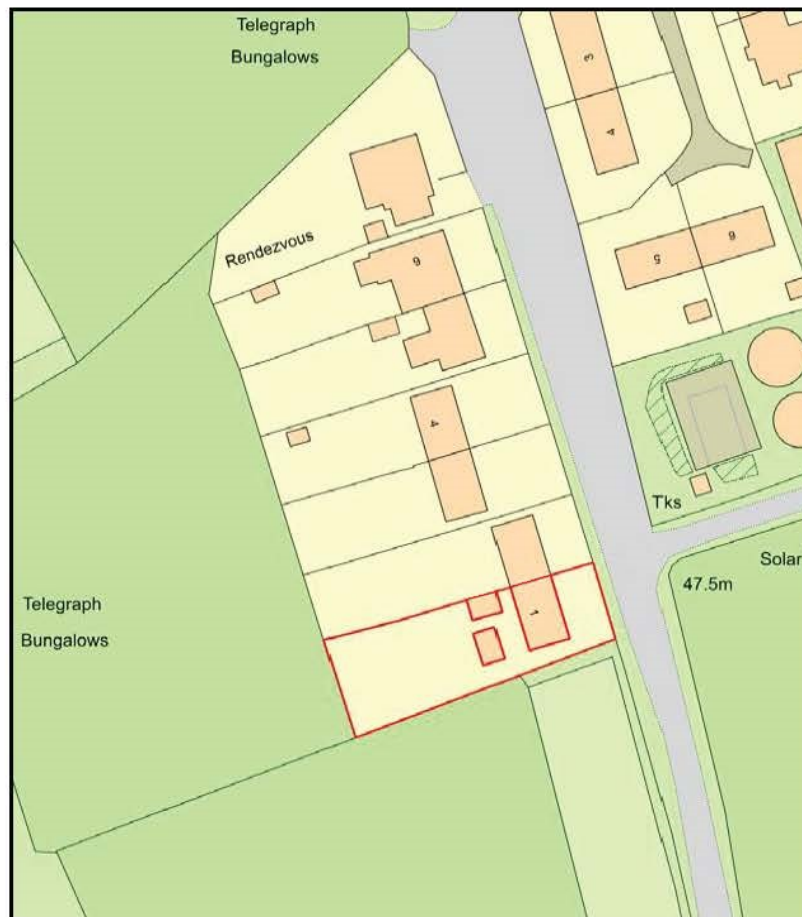 Telegraph
Bungalows
3
4
Rendezvous
6
5
6
4
Tks
Solar
47.5m
Telegraph
Bungalows
1